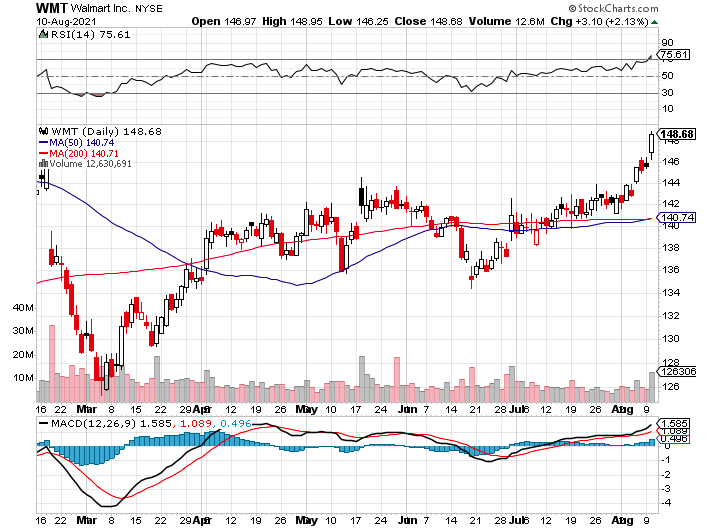 WMT Walmart Inc. NYSE © StockCharts.com
10-Aug-2021 Open 146.97 High 148.95 Low 146.25 Close 148.68 Volume 12.6M Chg +3.10 (+2.13%)
RSI(14) 75.61
90
75.61
50
30
10
WMT (Daily) 148.68
MA(50) 140.74
MA(200) 140.71
Volume 12,630,691
148.68
146
144
142
140.74
140
138
136
134
132
130
128
126
40M
30M
20M
10M
126306
16 22 Mar 8 15 22 29 Apr 12 19 26 May 10 17 24 Jun 7 14 21 28 Jul 6 12 19 26 Aug 9
MACD(12,26,9) 1.585, 1.089, 0.496
1.585
1.089
0.496
-1
-2
-3
-4
16 22 Mar 8 15 22 29 Apr 12 19 26 May 10 17 24 Jun 7 14 21 28 Jul 6 12 19 26 Aug 9